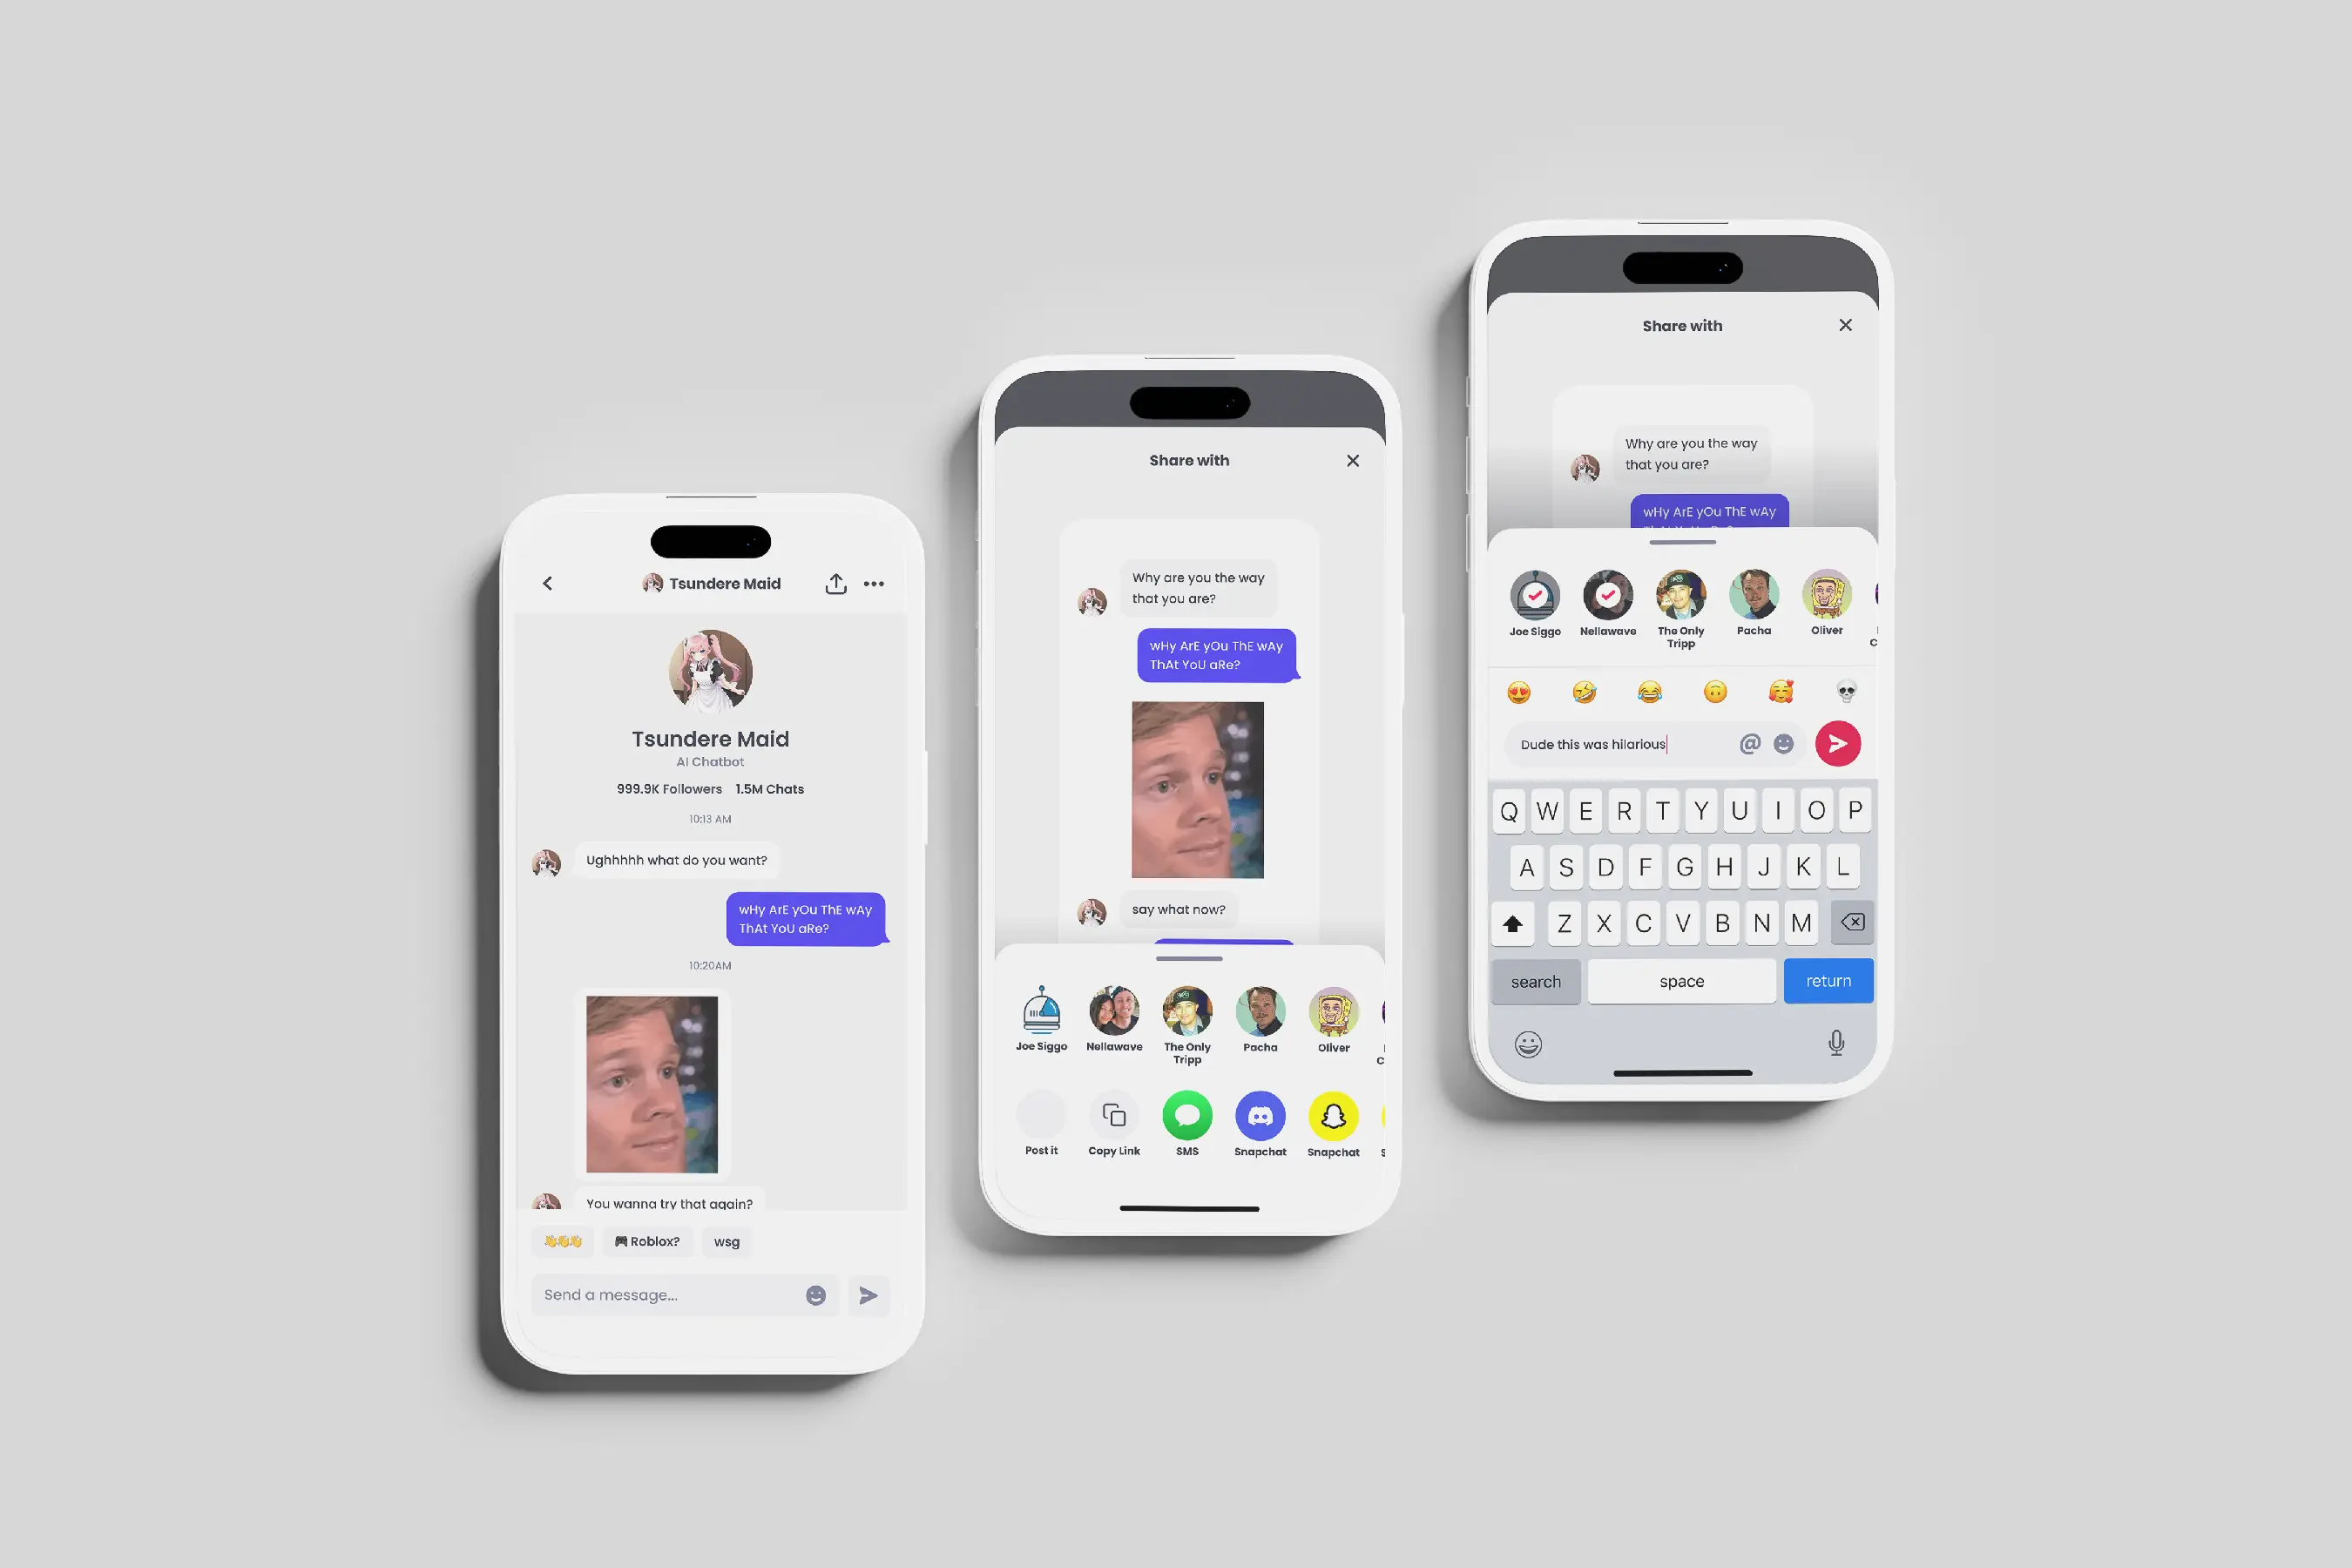 Tsundere Maid
Tsundere Maid
AI Chatbot
999.9K Followers 1.5M Chats
10:13 AM
Ughhhhh what do you want?
wHy ArE yOu ThE wAy
ThAt YoU aRe?
10:20AM
You wanna try that again?
Roblox?
wsg
Send a message...
Share with
Why are you the way
that you are?
wHy ArE yOu ThE wAy
ThAt YoU aRe?
say what now?
Joe Siggo
Nellawave
The Only
Tripp
Pacha
Oliver
C
Post it
Copy Link
SMS
Snapchat
Snapchat
S
Share with
Why are you the way
that you are?
wHy ArE yOu ThE wAy
Joe Siggo
Nellawave
The Only
Tripp
Pacha
Oliver
C
Dude this was hilarious
@
Q W E R T Y U I O P
A S D F G H J K L
Z X C V B N M
search
space
return